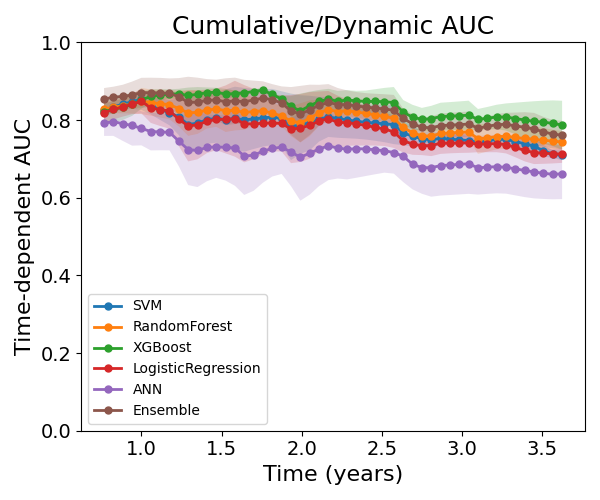 Cumulative/Dynamic AUC
Time-dependent AUC
1.0
0.8
0.6
0.4
0.2
0.0
SVM
RandomForest
XGBoost
LogisticRegression
ANN
Ensemble
1.0 1.5 2.0 2.5 3.0 3.5
Time (years)